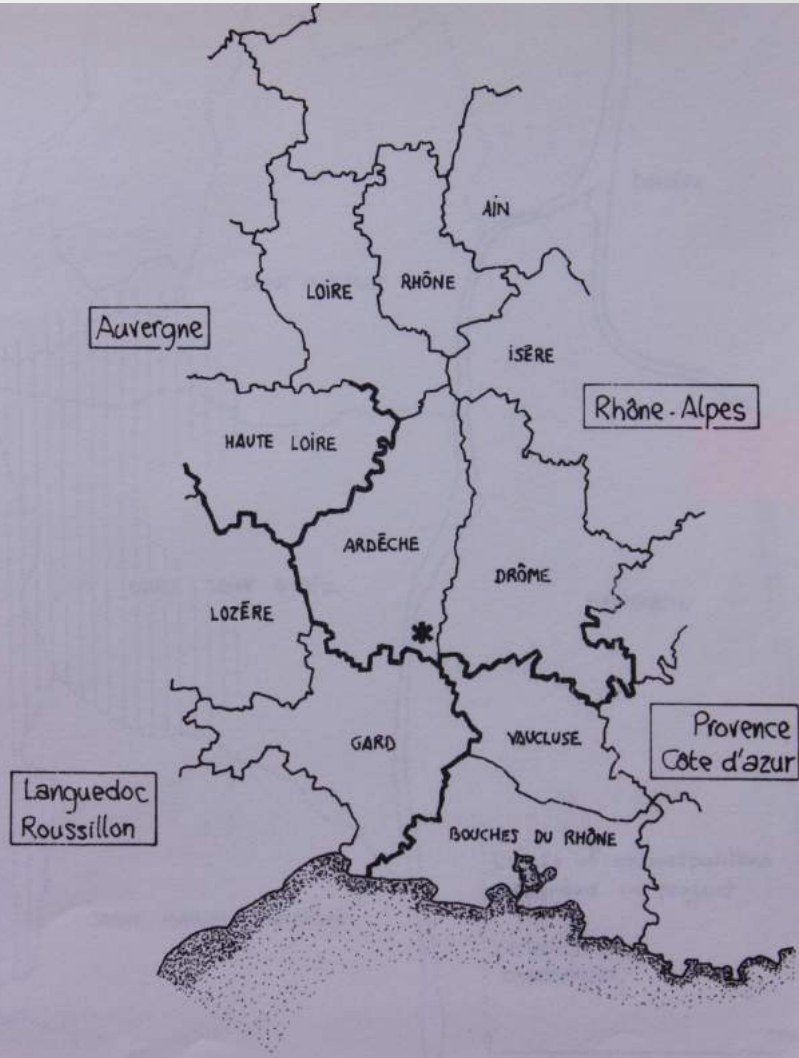 AIN
LOIRE
RHÔNE
Auvergne
ISÈRE
Rhône-Alpes
HAUTE LOIRE
ARDÈCHE
DRÔME
LOZÈRE
*
GARD
VAUCLUSE
Provence
Côte d'azur
Languedoc
Roussillon
BOUCHES DU RHÔNE